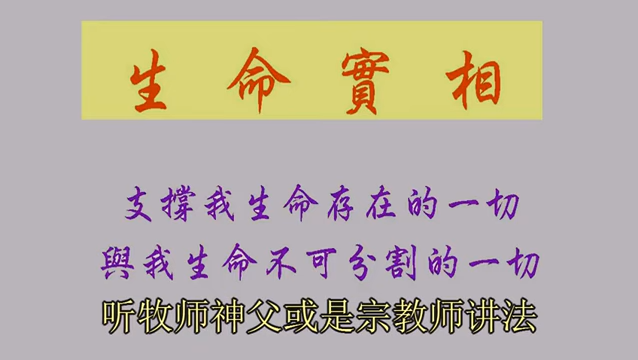 生命實相
支撐我生命存在的一切
與我生命不可分割的一切
听牧师神父或是宗教师讲法